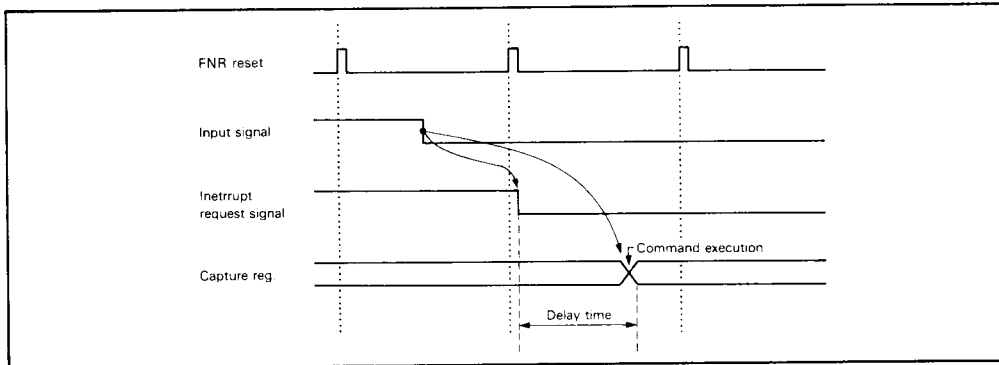 FNR reset
Input signal
Inetrrupt
request signal
Command execution
Capture reg.
Delay time